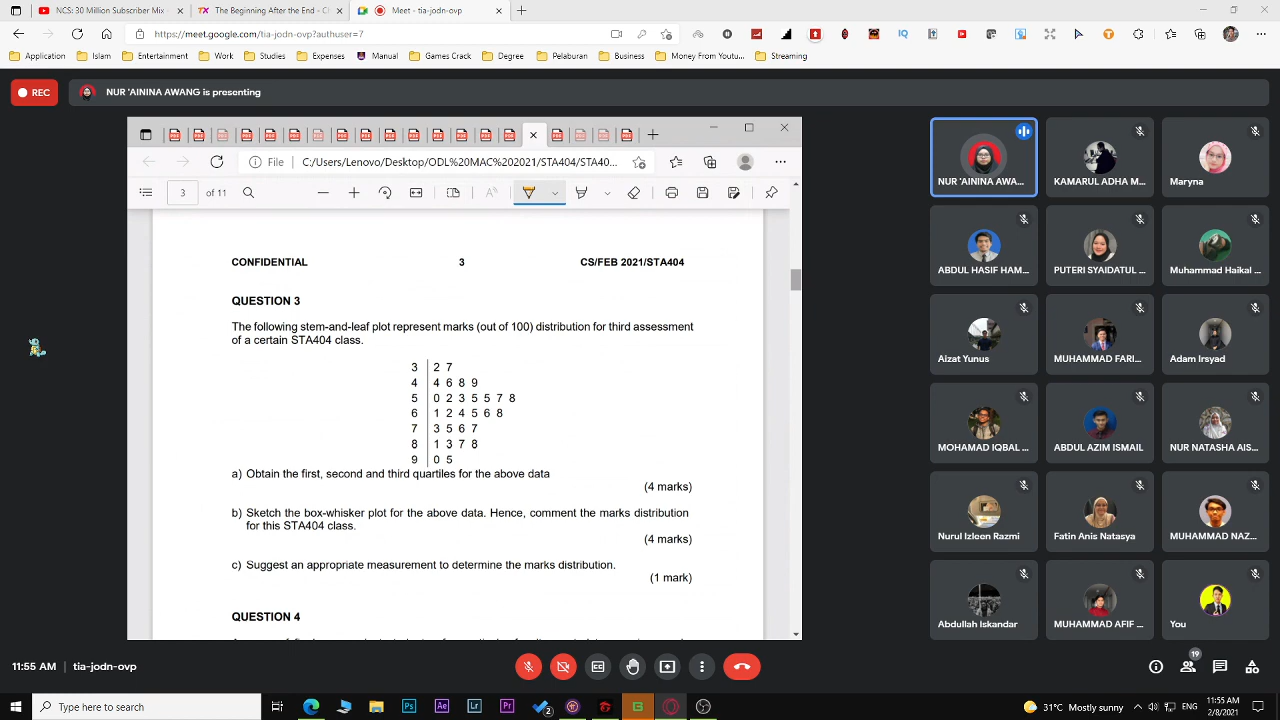 NCS: 30 Million Subscriber Mix -
The Beginning After the End - Cl
Meet - tia-jodn-ovp
https://meet.google.com/tia-jodn-ovp?authuser=7
Application
Islam
Entertainment
Work
Studies
Expenses
Manual
Games Crack
Degree
Pelaburan
Business
Money From Youtu...
Streaming
REC
NUR 'AININA AWANG is presenting
File
C:/Users/Lenovo/Desktop/ODL%20MAC%202021/STA404/STA40...
3 of 11
CONFIDENTIAL 3 CS/FEB 2021/STA404
QUESTION 3
The following stem-and-leaf plot represent marks (out of 100) distribution for third assessment
of a certain STA404 class.
3 2 7
4 4 6 8 9
5 0 2 3 5 5 7 8
6 1 2 4 5 6 8
7 3 5 6 7
8 1 3 7 8
9 0 5
a) Obtain the first, second and third quartiles for the above data
(4 marks)
b) Sketch the box-whisker plot for the above data. Hence, comment the marks distribution
for this STA404 class.
(4 marks)
c) Suggest an appropriate measurement to determine the marks distribution.
(1 mark)
QUESTION 4
NUR 'AININA AWA...
KAMARUL ADHA M...
Maryna
ABDUL HASIF HAM...
PUTERI SYAIDATUL ...
Muhammad Haikal ...
Aizat Yunus
MUHAMMAD FARI...
Adam Irsyad
MOHAMAD IQBAL ...
ABDUL AZIM ISMAIL
NUR NATASHA AIS...
Nurul Izleen Razmi
Fatin Anis Natasya
MUHAMMAD NAZ...
Abdullah Iskandar
MUHAMMAD AFIF ...
You
11:55 AM | tia-jodn-ovp
19
Type here to search
31°C Mostly sunny
ENG
11:55 AM
2/8/2021